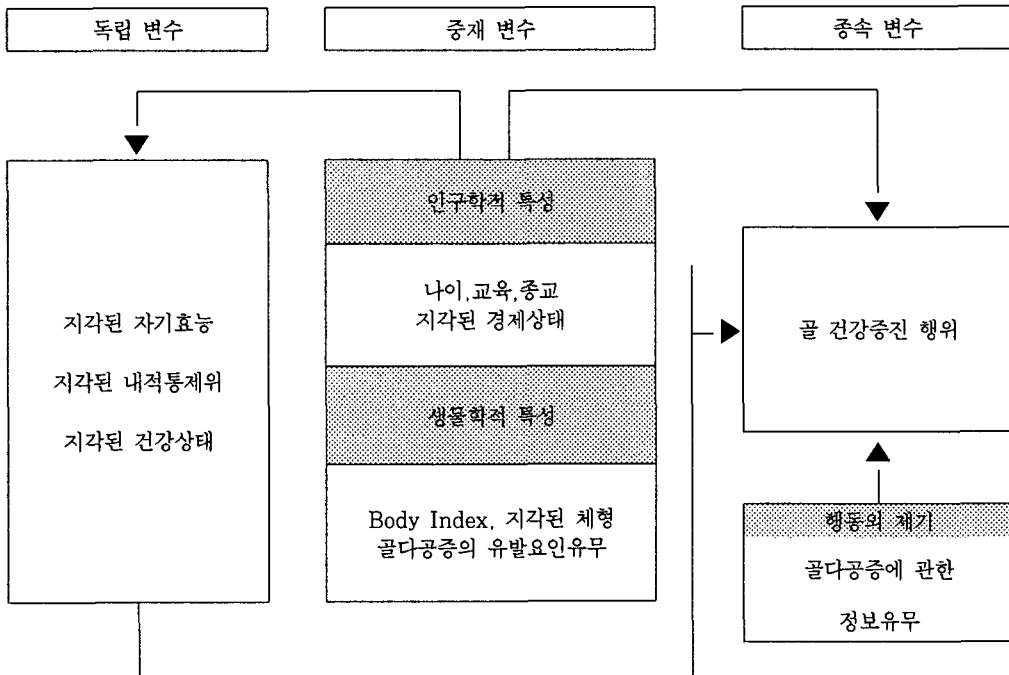 독립 변수
중재 변수
종속 변수
지각된 자기효능
지각된 내적통제위
지각된 건강상태
인구학적 특성
나이,교육,종교
지각된 경제상태
생물학적 특성
Body Index, 지각된 체형
골다공증의 유발요인유무
골 건강증진 행위
행동의 계기
골다공증에 관한
정보유무